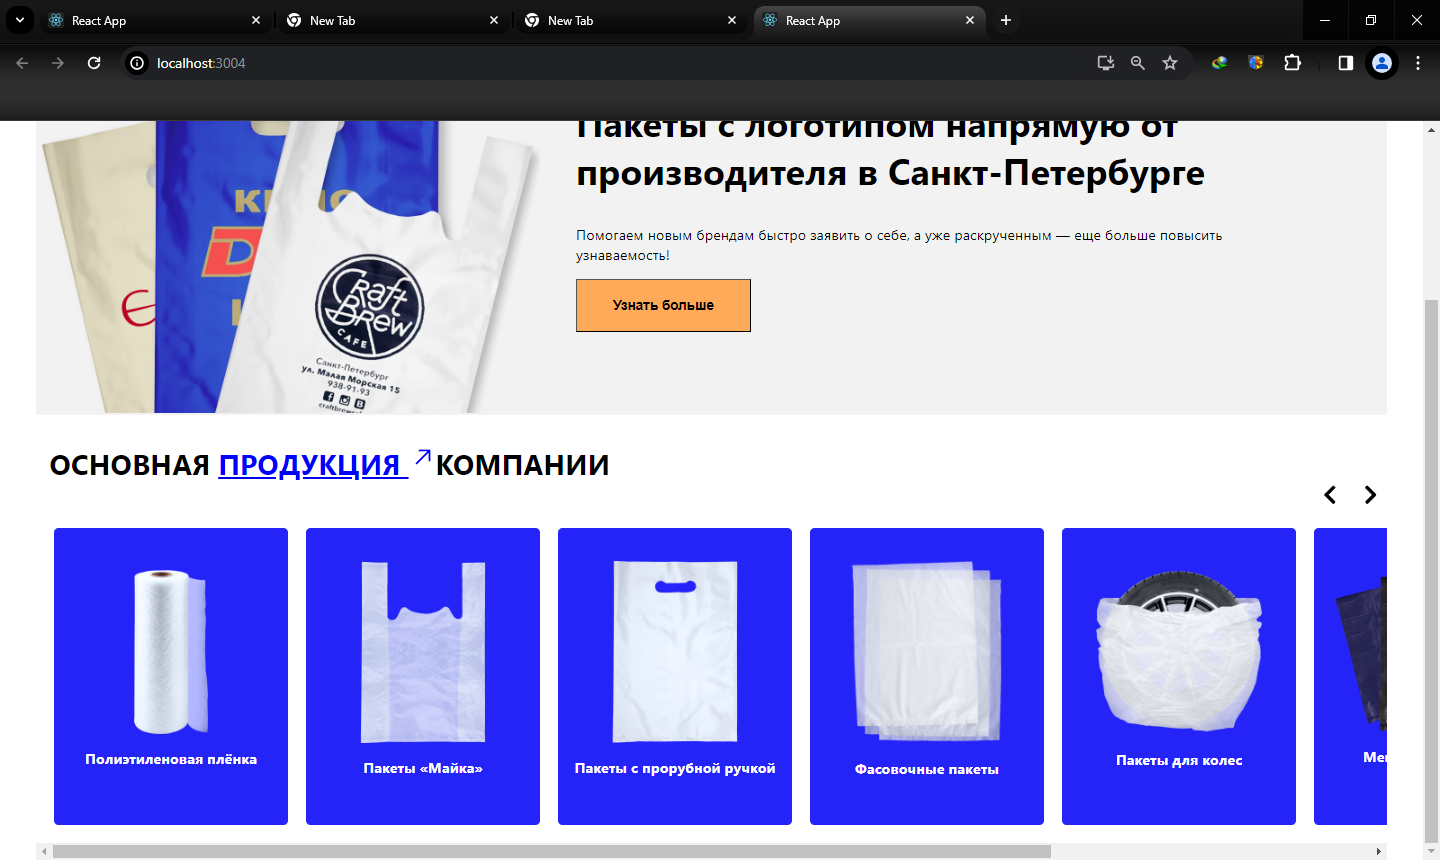 React App
New Tab
New Tab
React App
localhost:3004
Пакеты с логотипом напрямую от
производителя в Санкт-Петербурге
Помогаем новым брендам быстро заявить о себе, а уже раскрученным — еще больше повысить
узнаваемость!
Узнать больше
Craft
Brew
CAFE
Санкт-Петербург
ул. Малая Морская 15
938-91-93
ОСНОВНАЯ ПРОДУКЦИЯ КОМПАНИИ
Полиэтиленовая плёнка
Пакеты «Майка»
Пакеты с прорубной ручкой
Фасовочные пакеты
Пакеты для колес